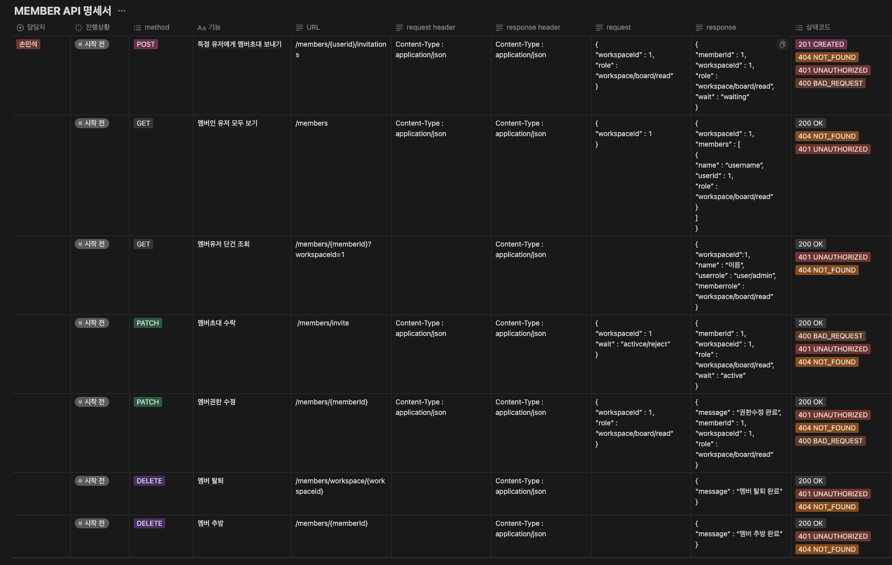 MEMBER API 명세서 ...
담당자 진행상황 method Aa 기능 URL request header response header request response 상태코드
손민석
시작 전
POST
특정 유저에게 멤버초대 보내기
/members/{userid}/invitation
s
Content-Type :
application/json
Content-Type :
application/json
{
"workspaceId" : 1,
"role" :
"workspace/board/read"
}
{
"memberId" : 1,
"workspaceId" : 1,
"role" :
"workspace/board/read",
"wait" : "waiting"
}
201 CREATED
404 NOT_FOUND
401 UNAUTHORIZED
400 BAD_REQUEST
시작 전
GET
멤버인 유저 모두 보기
/members
Content-Type :
application/json
Content-Type :
application/json
{
"workspaceId" : 1
}
{
"workspaceId" : 1,
"members" : [
{
"name" : "username",
"userId" : 1,
"role" :
"workspace/board/read"
}
]
}
200 OK
404 NOT_FOUND
401 UNAUTHORIZED
시작 전
GET
멤버유저 단건 조회
/members/{memberId}?
workspaceId=1
Content-Type :
application/json
{
"workspaceId":1,
"name" : "이름",
"userrole" : "user/admin",
"memberrole" :
"workspace/board/read"
}
200 OK
401 UNAUTHORIZED
404 NOT_FOUND
시작 전
PATCH
멤버초대 수락
/members/invite
Content-Type :
application/json
Content-Type :
application/json
{
"workspaceId" : 1
"wait" : "activce/reject"
}
{
"memberId" : 1,
"workspaceId" : 1,
"role" :
"workspace/board/read",
"wait" : "active"
}
200 OK
400 BAD_REQUEST
401 UNAUTHORIZED
404 NOT_FOUND
시작 전
PATCH
멤버권한 수정
/members/{memberId}
Content-Type :
application/json
Content-Type :
application/json
{
"workspaceId" : 1,
"role" :
"workspace/board/read"
}
{
"message" : "권한수정 완료",
"memberId" : 1,
"workspaceId" : 1,
"role" :
"workspace/board/read"
}
200 OK
401 UNAUTHORIZED
404 NOT_FOUND
400 BAD_REQUEST
시작 전
DELETE
멤버 탈퇴
/members/workspace/{work
spaceid}
Content-Type :
application/json
{
"message" : "멤버 탈퇴 완료"
}
200 OK
401 UNAUTHORIZED
404 NOT_FOUND
시작 전
DELETE
멤버 추방
/members/{memberId}
Content-Type :
application/json
{
"message" : "멤버 추방 완료"
}
200 OK
401 UNAUTHORIZED
404 NOT_FOUND